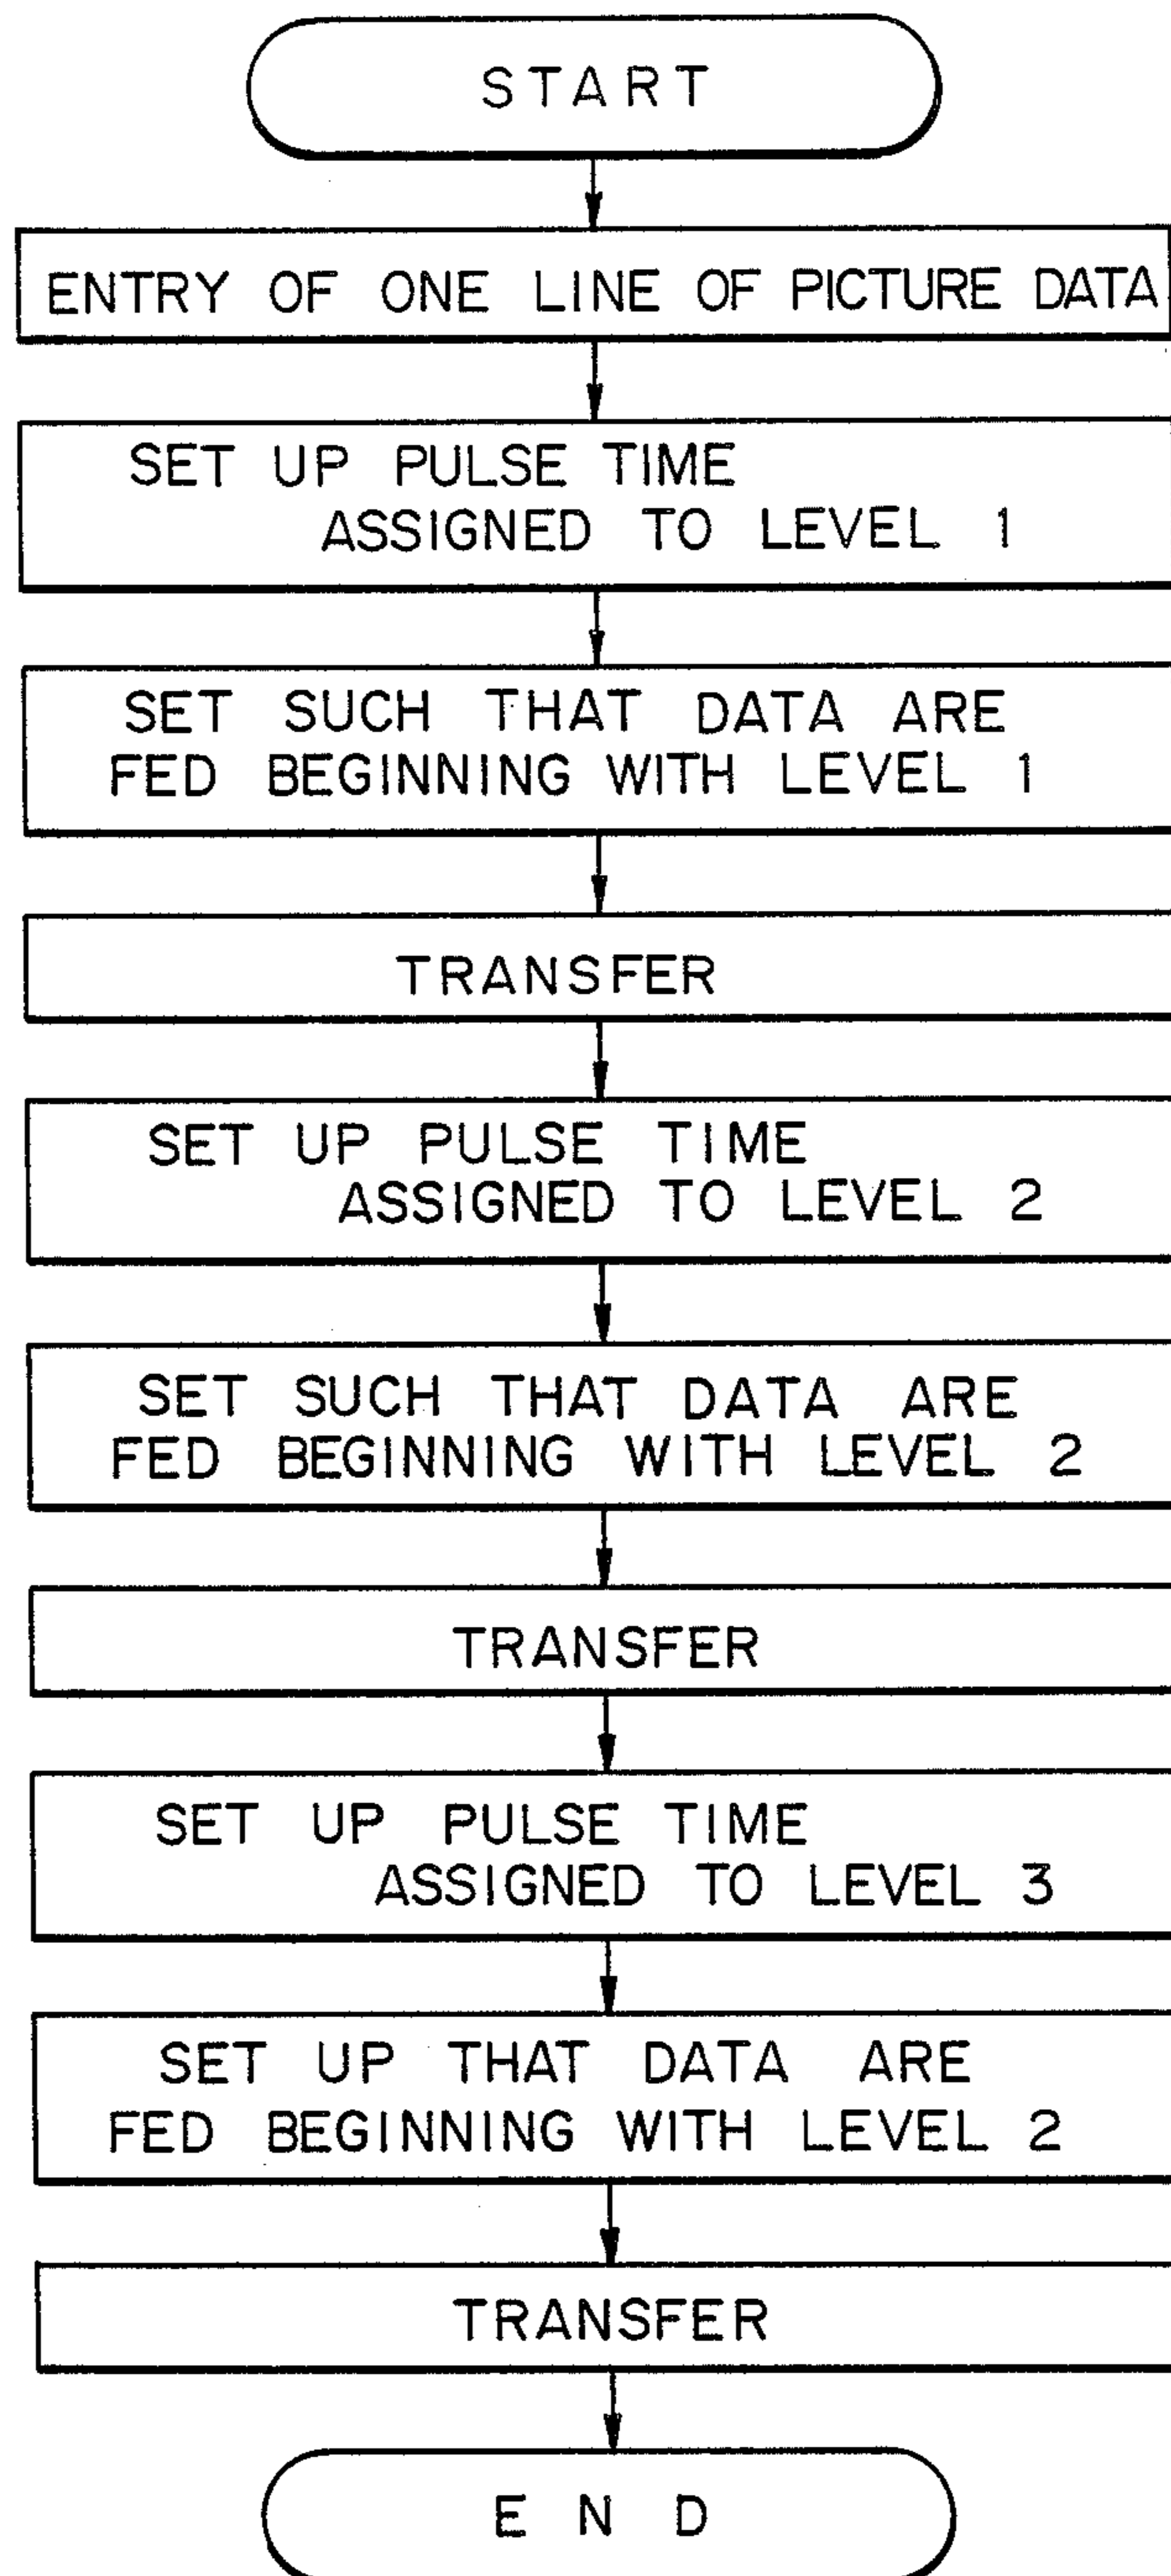 START
ENTRY OF ONE LINE OF PICTURE DATA
SET UP PULSE TIME
ASSIGNED TO LEVEL 1
SET SUCH THAT DATA ARE
FED BEGINNING WITH LEVEL 1
TRANSFER
SET UP PULSE TIME
ASSIGNED TO LEVEL 2
SET SUCH THAT DATA ARE
FED BEGINNING WITH LEVEL 2
TRANSFER
SET UP PULSE TIME
ASSIGNED TO LEVEL 3
SET UP THAT DATA ARE
FED BEGINNING WITH LEVEL 2
TRANSFER
END